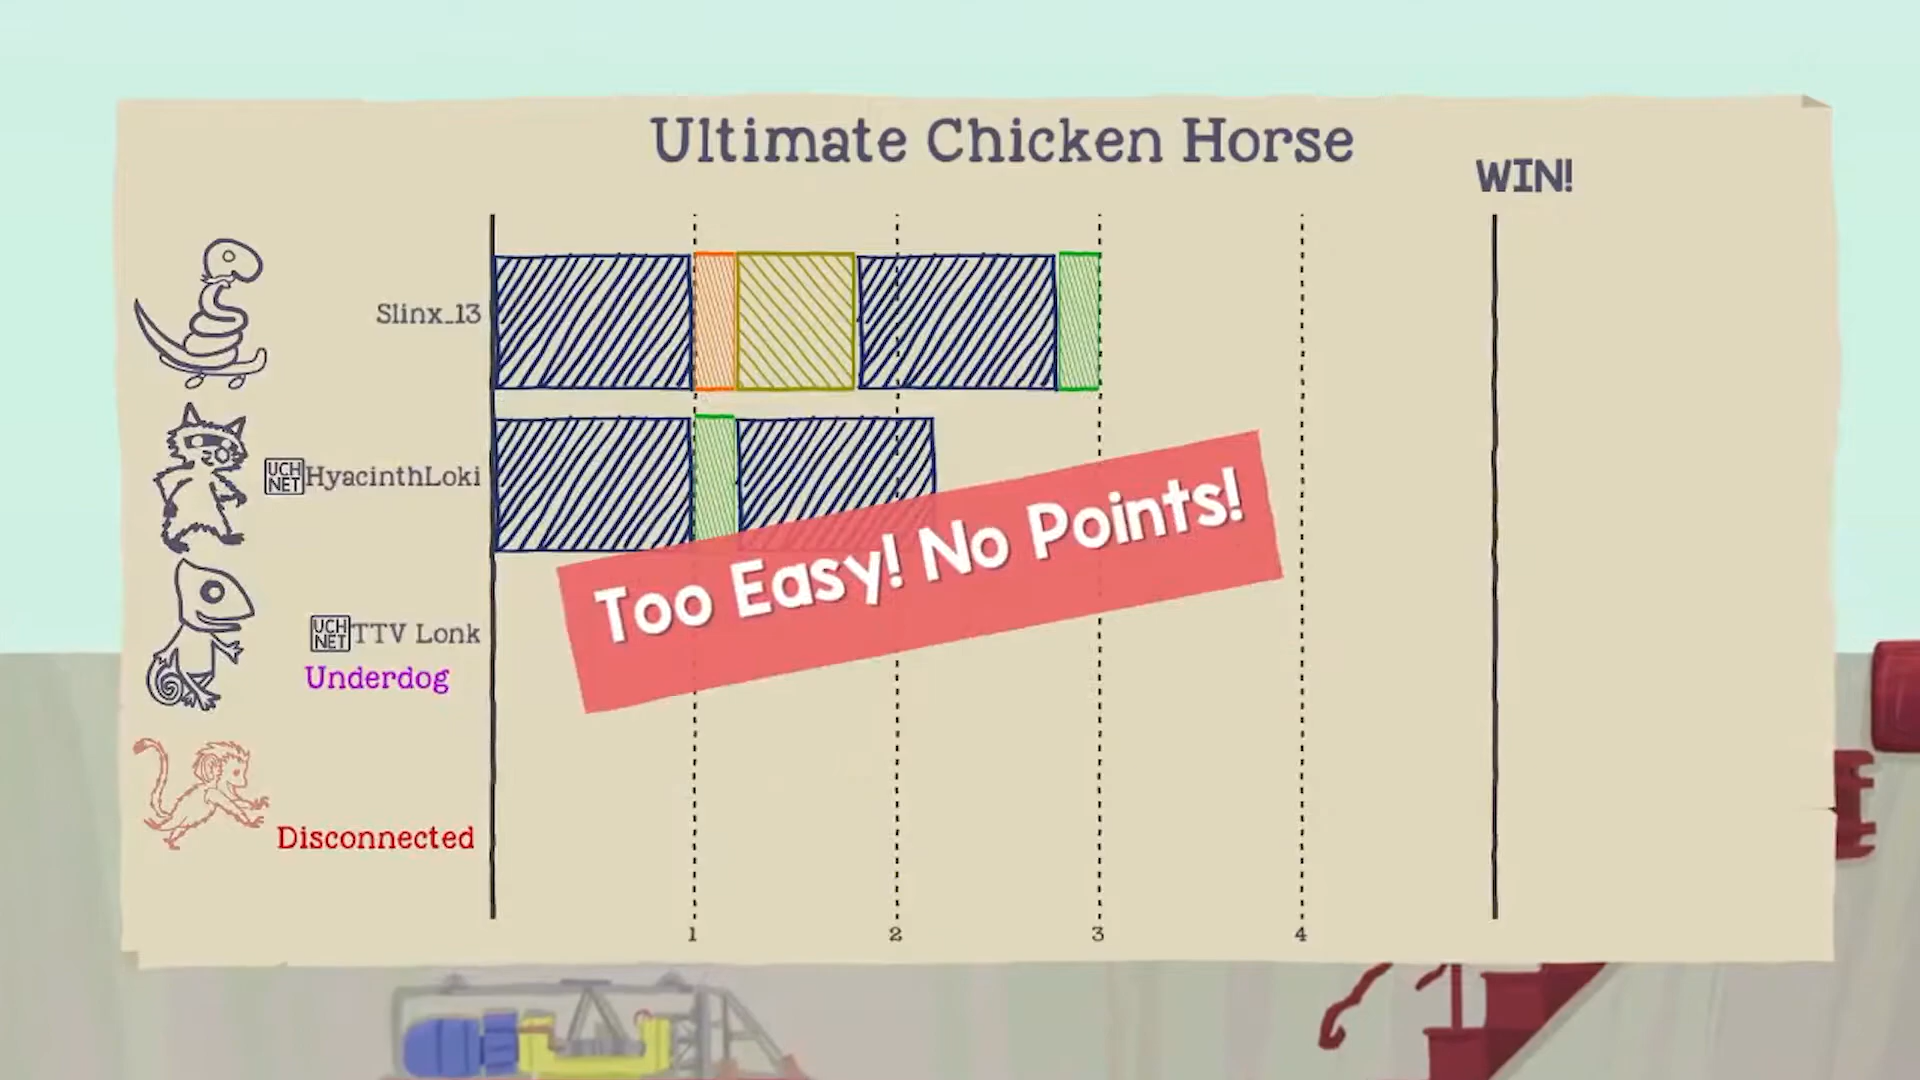 Ultimate Chicken Horse
WIN!
Slinx_13
UCH NET HyacinthLoki
Too Easy! No Points!
UCH NET TTV Lonk
Underdog
Disconnected
1 2 3 4